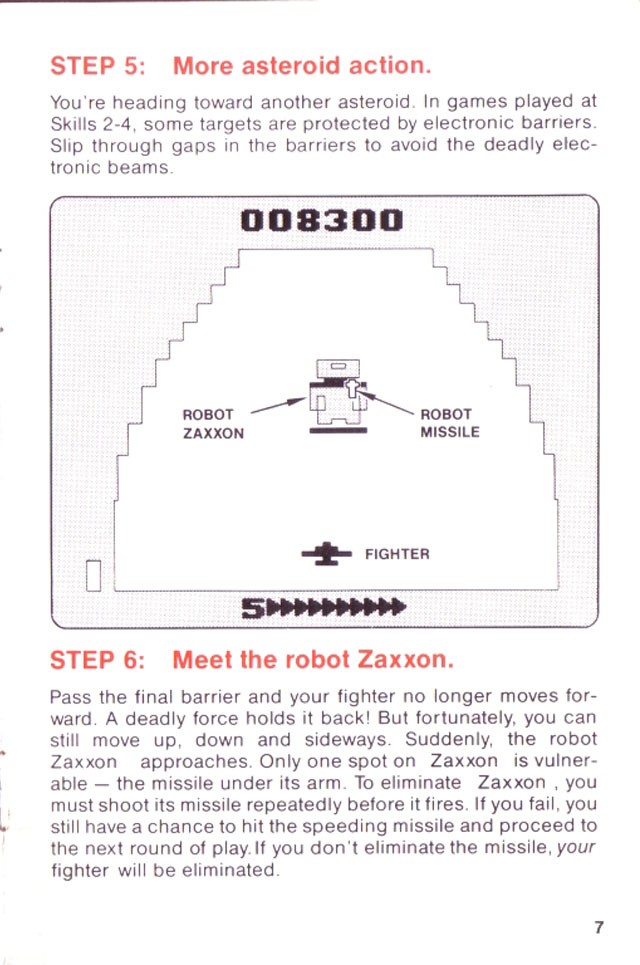 STEP 5: More asteroid action.
You're heading toward another asteroid. In games played at
Skills 2-4, some targets are protected by electronic barriers.
Slip through gaps in the barriers to avoid the deadly elec-
tronic beams.
008300
ROBOT
ZAXXON
ROBOT
MISSILE
FIGHTER
5
STEP 6: Meet the robot Zaxxon.
Pass the final barrier and your fighter no longer moves for-
ward. A deadly force holds it back! But fortunately, you can
still move up, down and sideways. Suddenly, the robot
Zaxxon approaches. Only one spot on Zaxxon is vulner-
able — the missile under its arm. To eliminate Zaxxon , you
must shoot its missile repeatedly before it fires. If you fail, you
still have a chance to hit the speeding missile and proceed to
the next round of play. If you don't eliminate the missile, your
fighter will be eliminated.
7